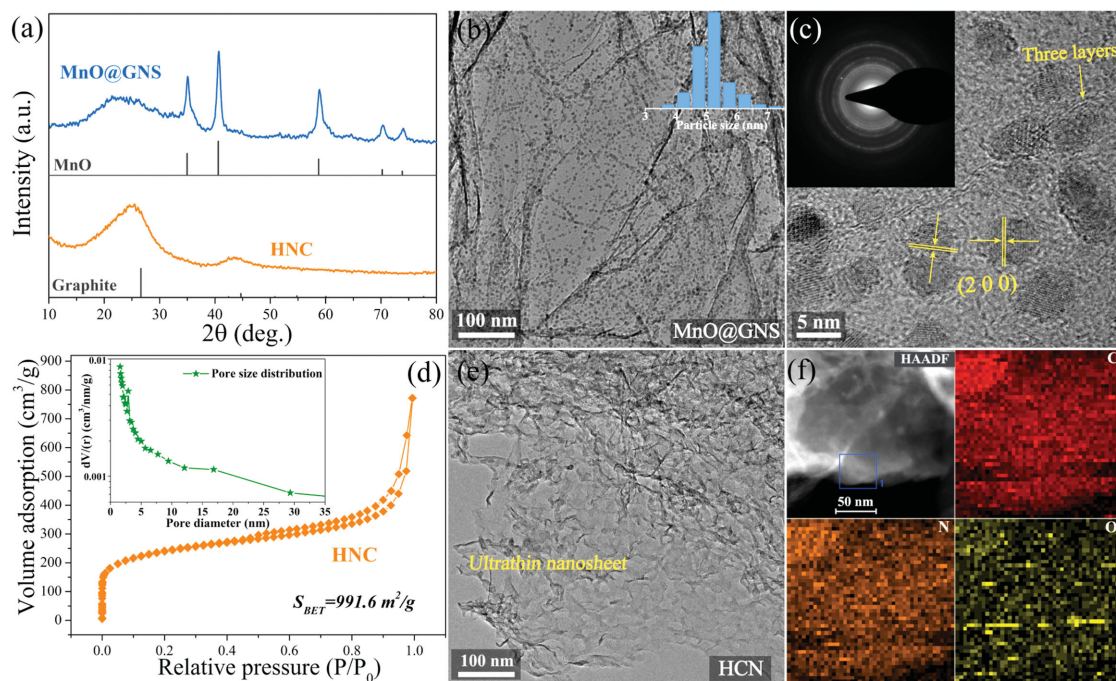 (a)
MnO@GNS
MnO
HNC
Graphite
Intensity (a.u.)
10 20 30 40 50 60 70 80
2θ (deg.)
(b)
3 4 5 6 7
Particle size (nm)
100 nm
MnO@GNS
(c)
Three layers
(2 0 0)
5 nm
(d)
900
800
700
600
500
400
300
200
100
0
Volume adsorption (cm³/g)
0.01
0.001
dV/(r) (cm³/nm/g)
Pore size distribution
0 5 10 15 20 25 30 35
Pore diameter (nm)
HNC
S_BET=991.6 m²/g
0.0 0.2 0.4 0.6 0.8 1.0
Relative pressure (P/P₀)
(e)
Ultrathin nanosheet
100 nm
HCN
(f)
HAADF
1
50 nm
C
N
O